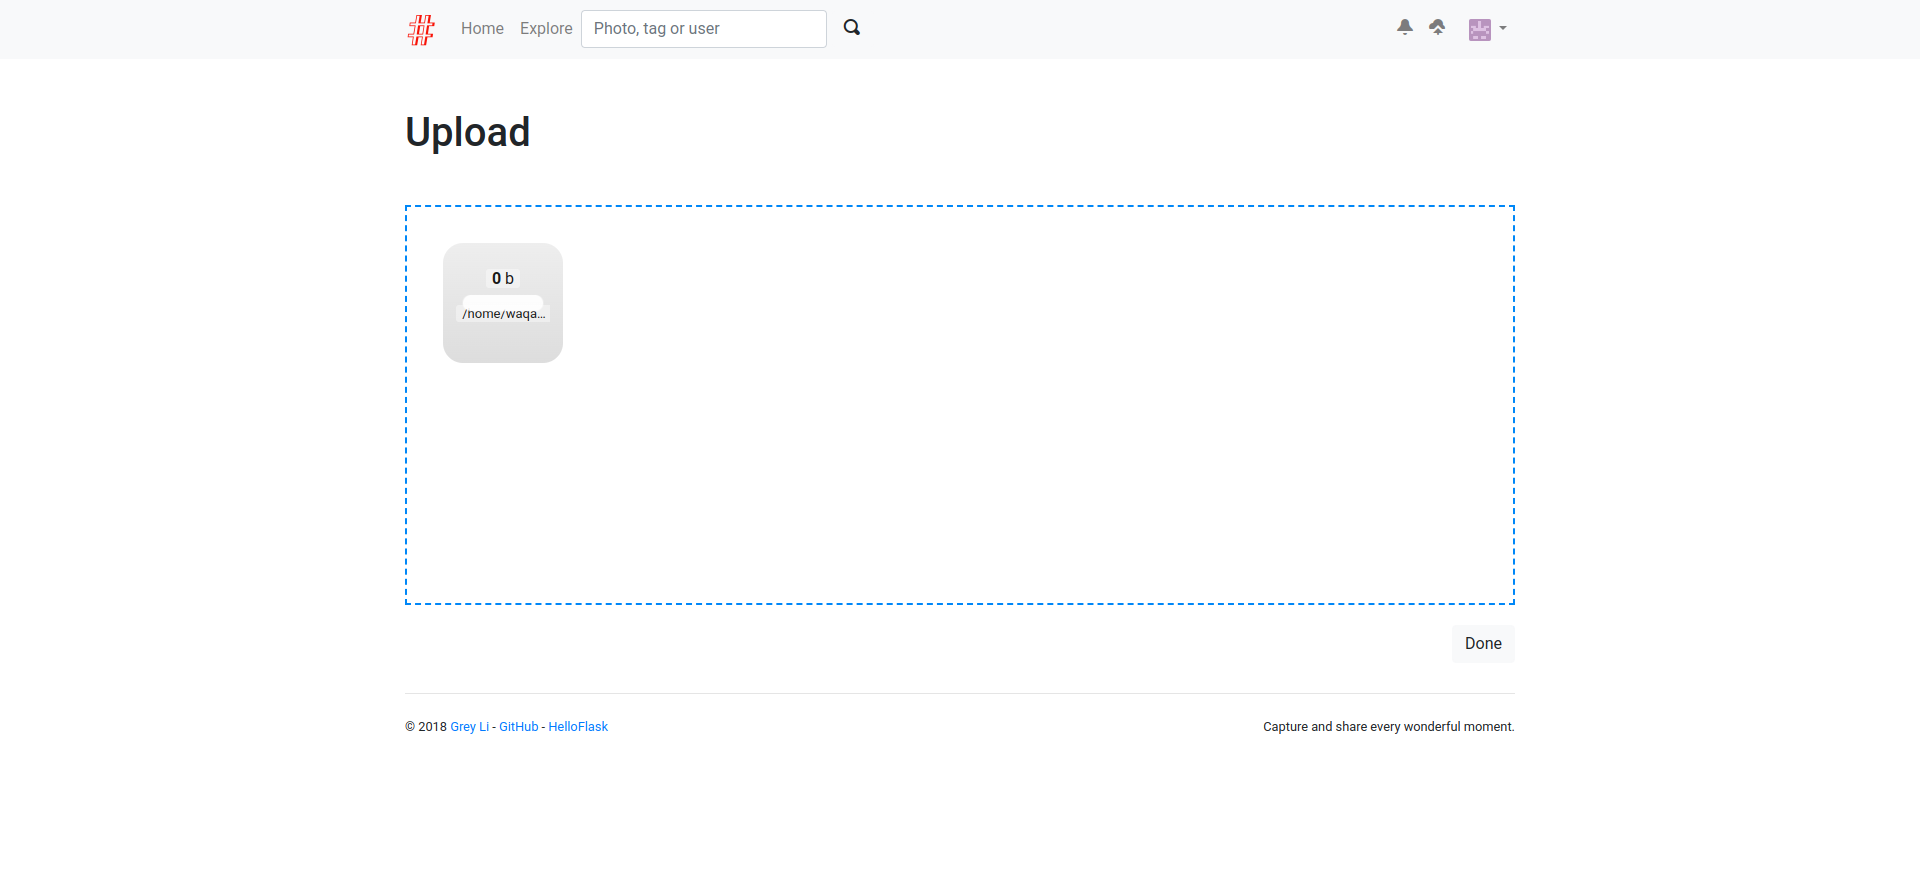 #
Home Explore Photo, tag or user
Upload
0 b
/home/waqa...
Done
© 2018 Grey Li - GitHub - HelloFlask
Capture and share every wonderful moment.